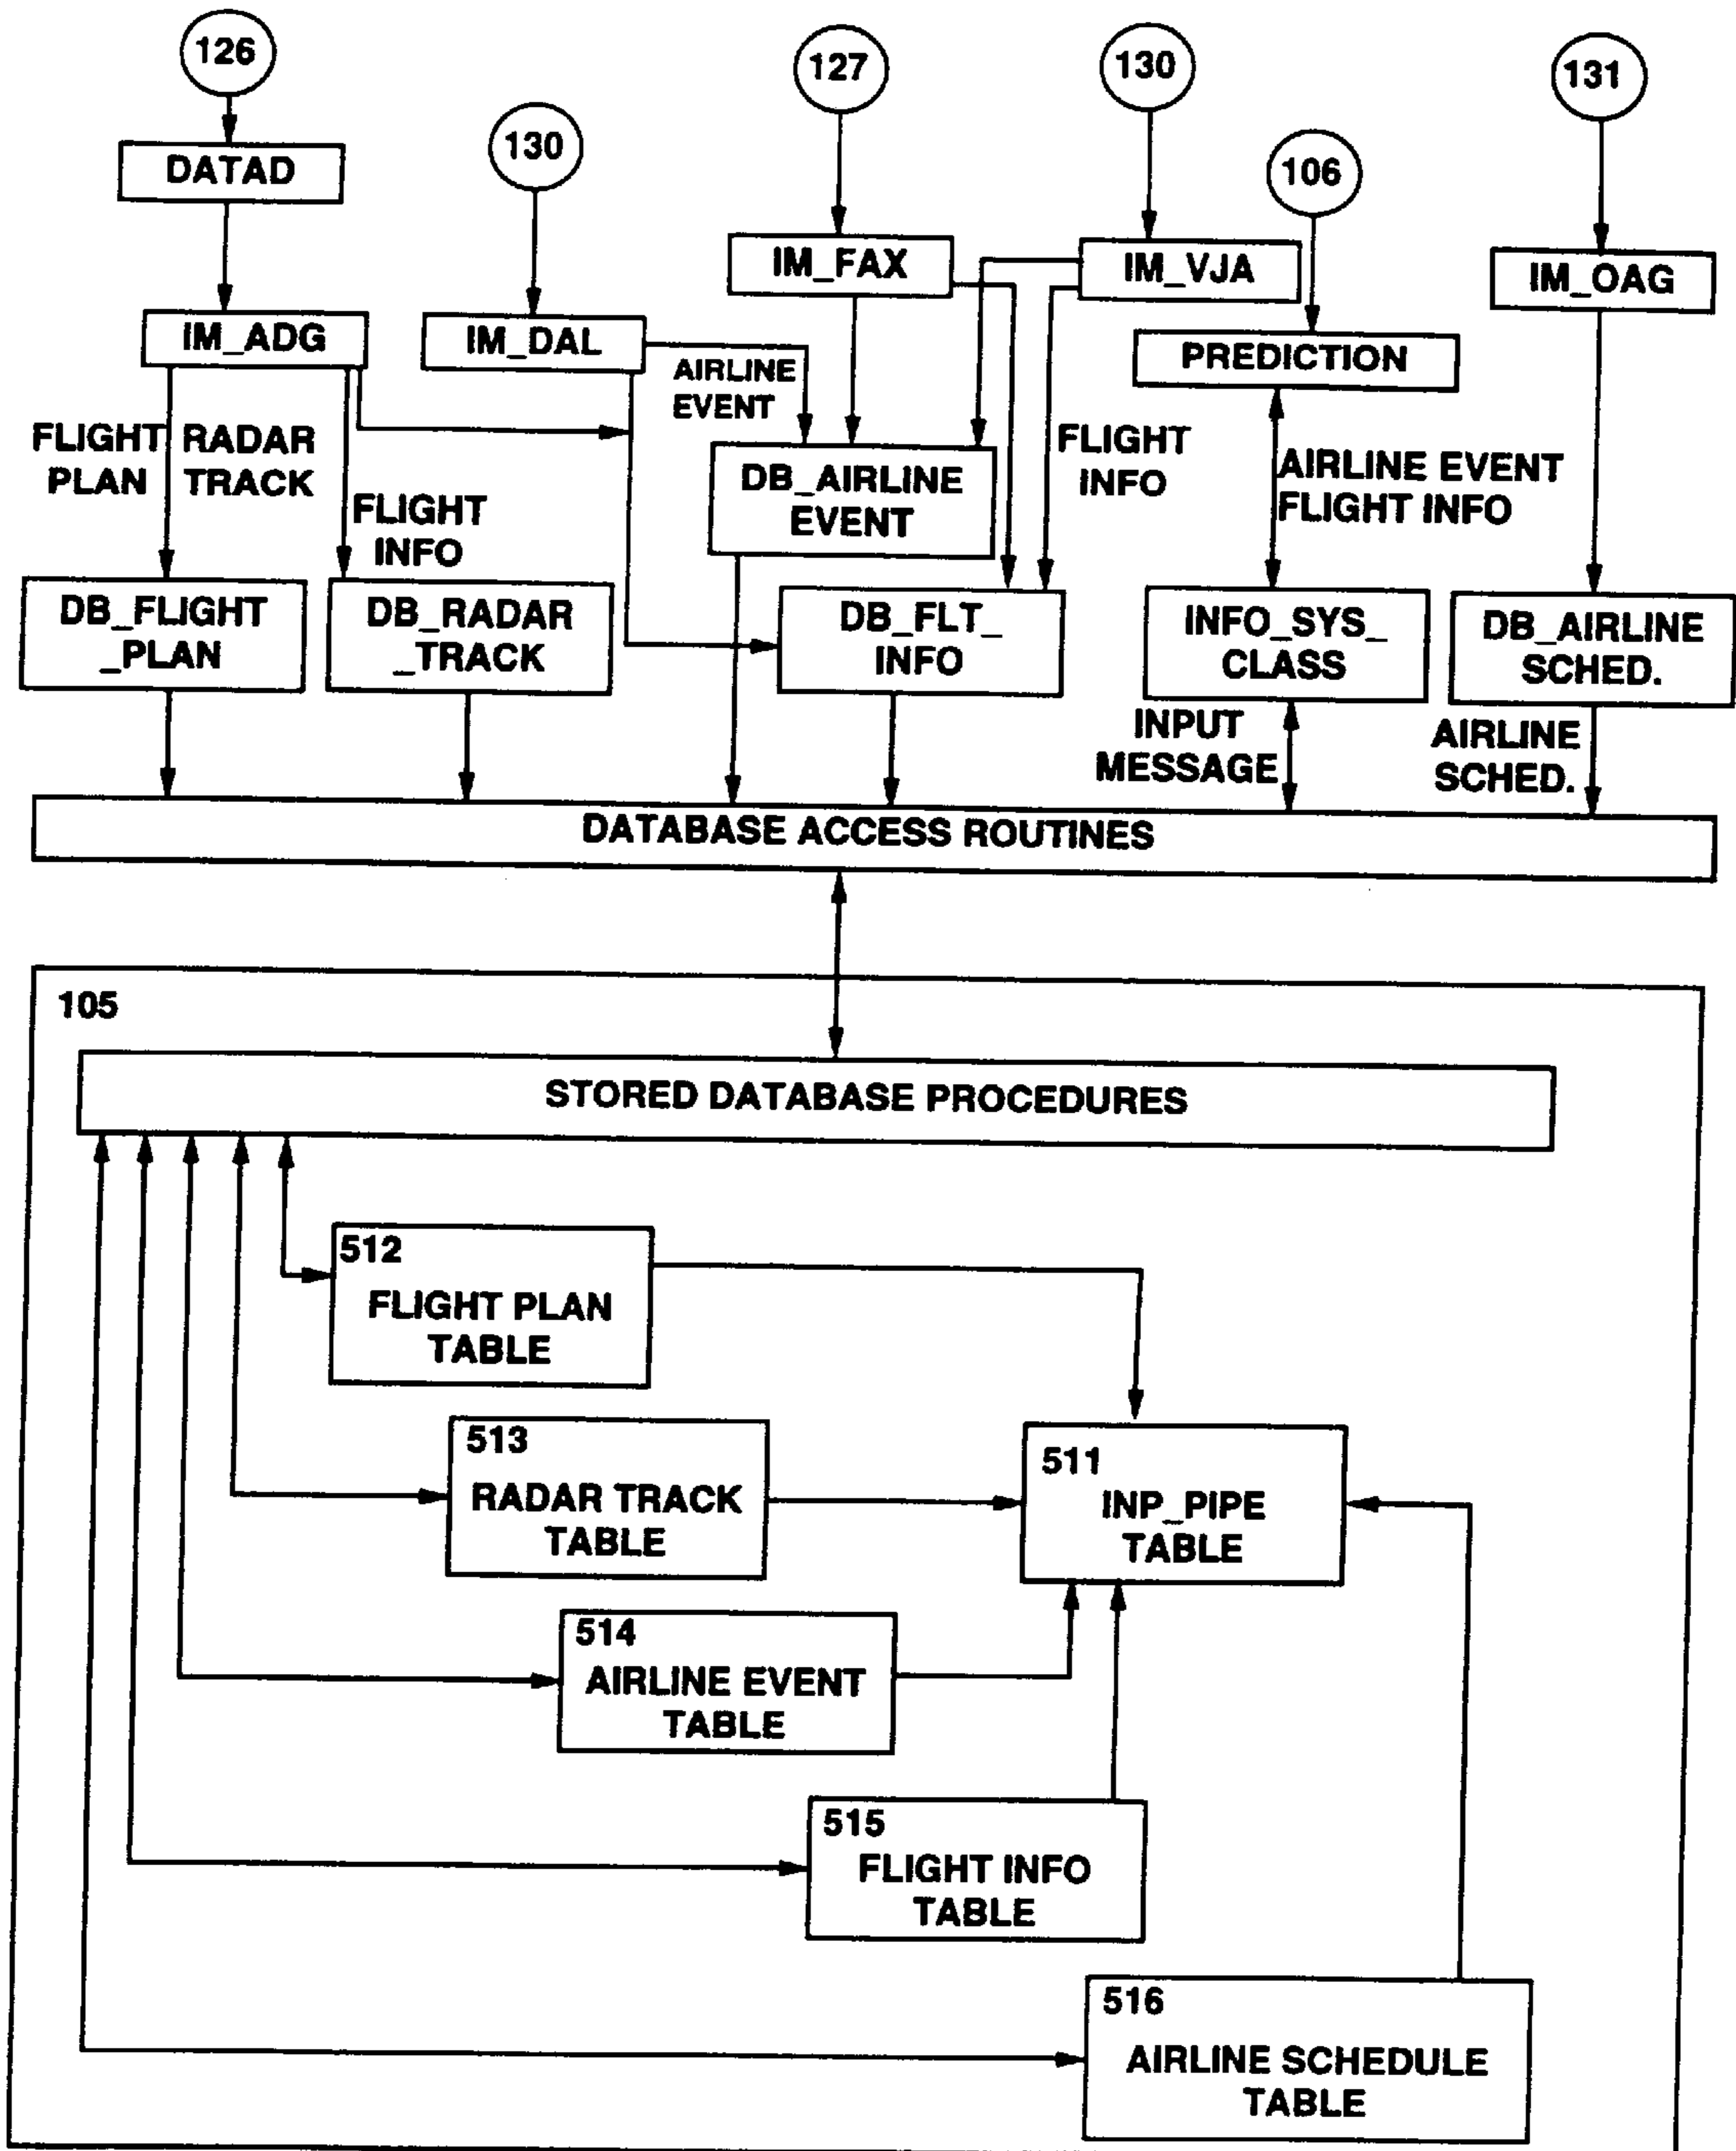 126
127
130
131
130
106
DATAD
IM_FAX
IM_VJA
IM_OAG
IM_ADG
IM_DAL
PREDICTION
AIRLINE
EVENT
FLIGHT
PLAN
RADAR
TRACK
FLIGHT
INFO
FLIGHT
INFO
AIRLINE EVENT
FLIGHT INFO
DB_AIRLINE
EVENT
DB_FLIGHT
_PLAN
DB_RADAR
_TRACK
DB_FLT_
INFO
INFO_SYS_
CLASS
DB_AIRLINE
SCHED.
INPUT
MESSAGE
AIRLINE
SCHED.
DATABASE ACCESS ROUTINES
105
STORED DATABASE PROCEDURES
512
FLIGHT PLAN
TABLE
513
RADAR TRACK
TABLE
511
INP_PIPE
TABLE
514
AIRLINE EVENT
TABLE
515
FLIGHT INFO
TABLE
516
AIRLINE SCHEDULE
TABLE